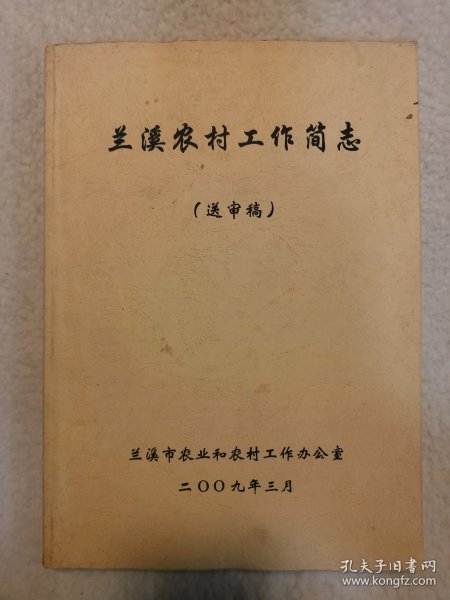 兰溪农村工作简志
（送审稿）
兰溪市农业和农村工作办公室
二〇〇九年三月
孔夫子旧书网
www.kongfz.com